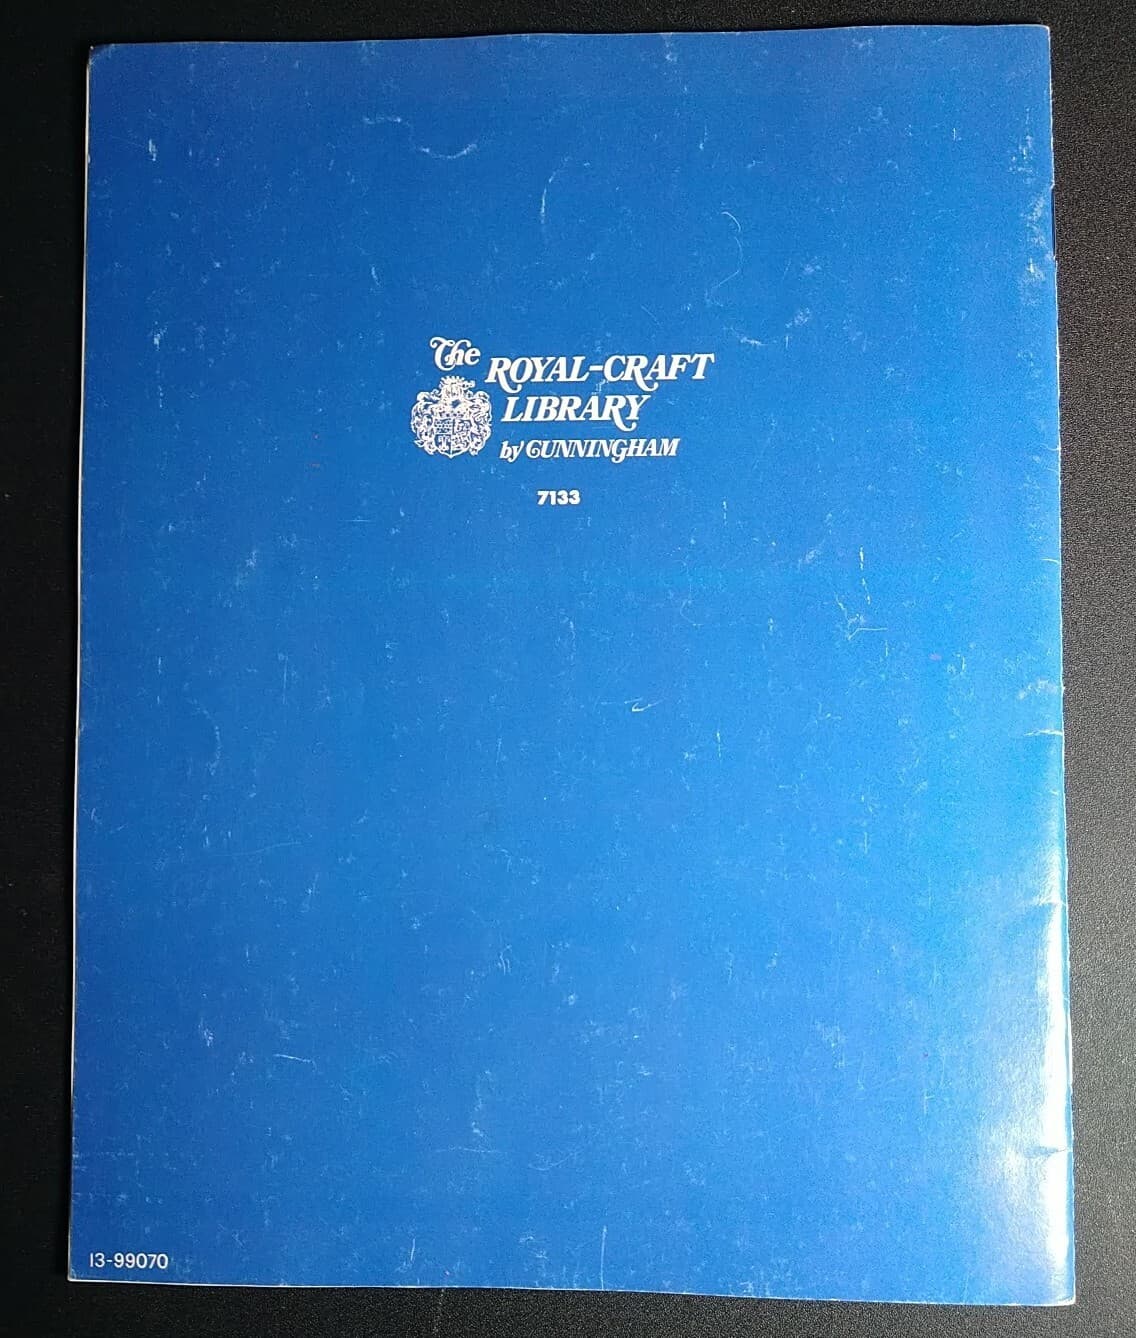 The
ROYAL-CRAFT
LIBRARY
by CUNNINGHAM
7133
13-99070